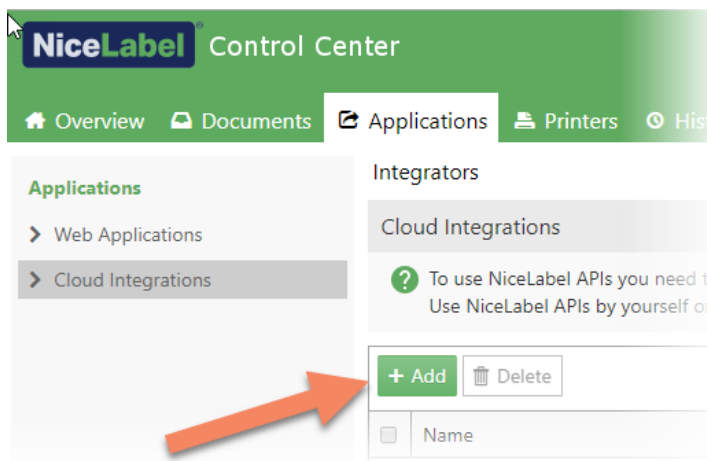 NiceLabel® Control Center
Overview Documents Applications Printers
Applications
Web Applications
Cloud Integrations
Integrators
Cloud Integrations
To use NiceLabel APIs you need
Use NiceLabel APIs by yourself
+ Add Delete
Name